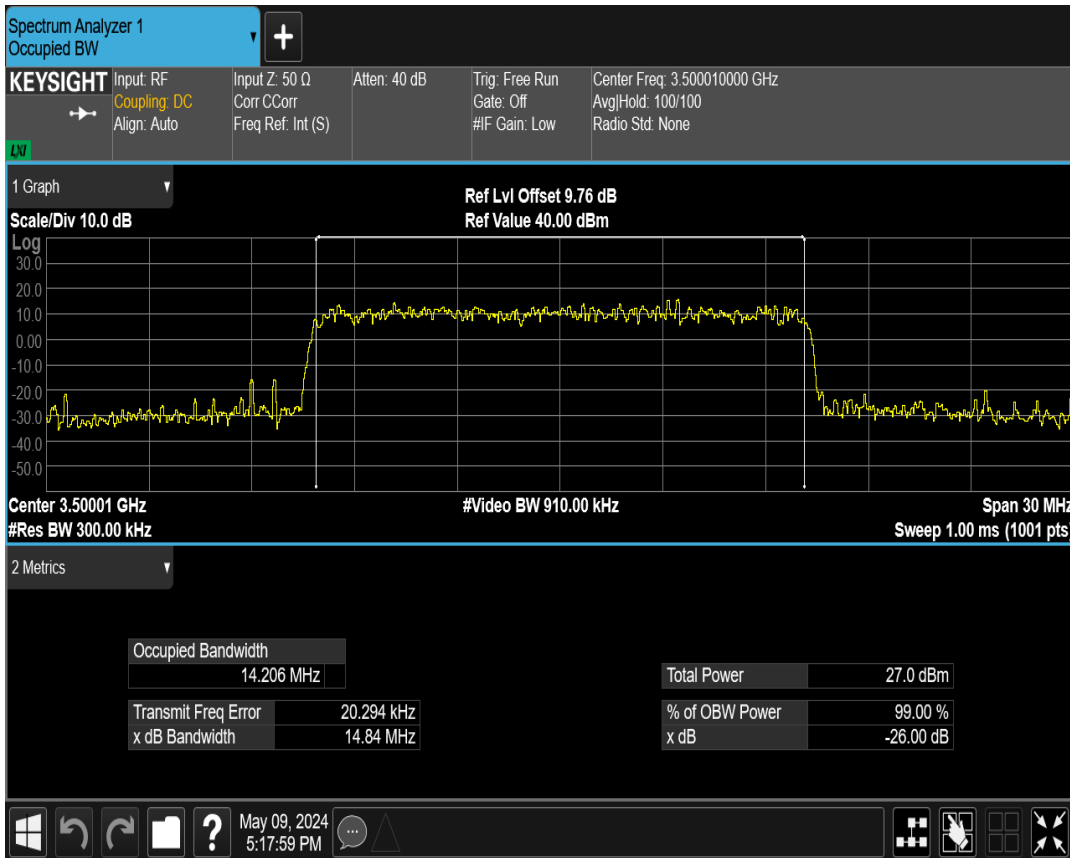 Spectrum Analyzer 1
Occupied BW
+
KEYSIGHT
LXI
Input: RF
Coupling: DC
Align: Auto
Input Z: 50 Ω
Corr CCorr
Freq Ref: Int (S)
Atten: 40 dB
Trig: Free Run
Gate: Off
#IF Gain: Low
Center Freq: 3.500010000 GHz
Avg|Hold: 100/100
Radio Std: None
1 Graph
Scale/Div 10.0 dB
Ref Lvl Offset 9.76 dB
Ref Value 40.00 dBm
Log
30.0
20.0
10.0
0.00
-10.0
-20.0
-30.0
-40.0
-50.0
Center 3.50001 GHz
#Video BW 910.00 kHz
Span 30 MHz
#Res BW 300.00 kHz
Sweep 1.00 ms (1001 pts)
2 Metrics
Occupied Bandwidth
14.206 MHz
Total Power 27.0 dBm
Transmit Freq Error 20.294 kHz
% of OBW Power 99.00 %
x dB Bandwidth 14.84 MHz
x dB -26.00 dB
?
May 09, 2024
5:17:59 PM